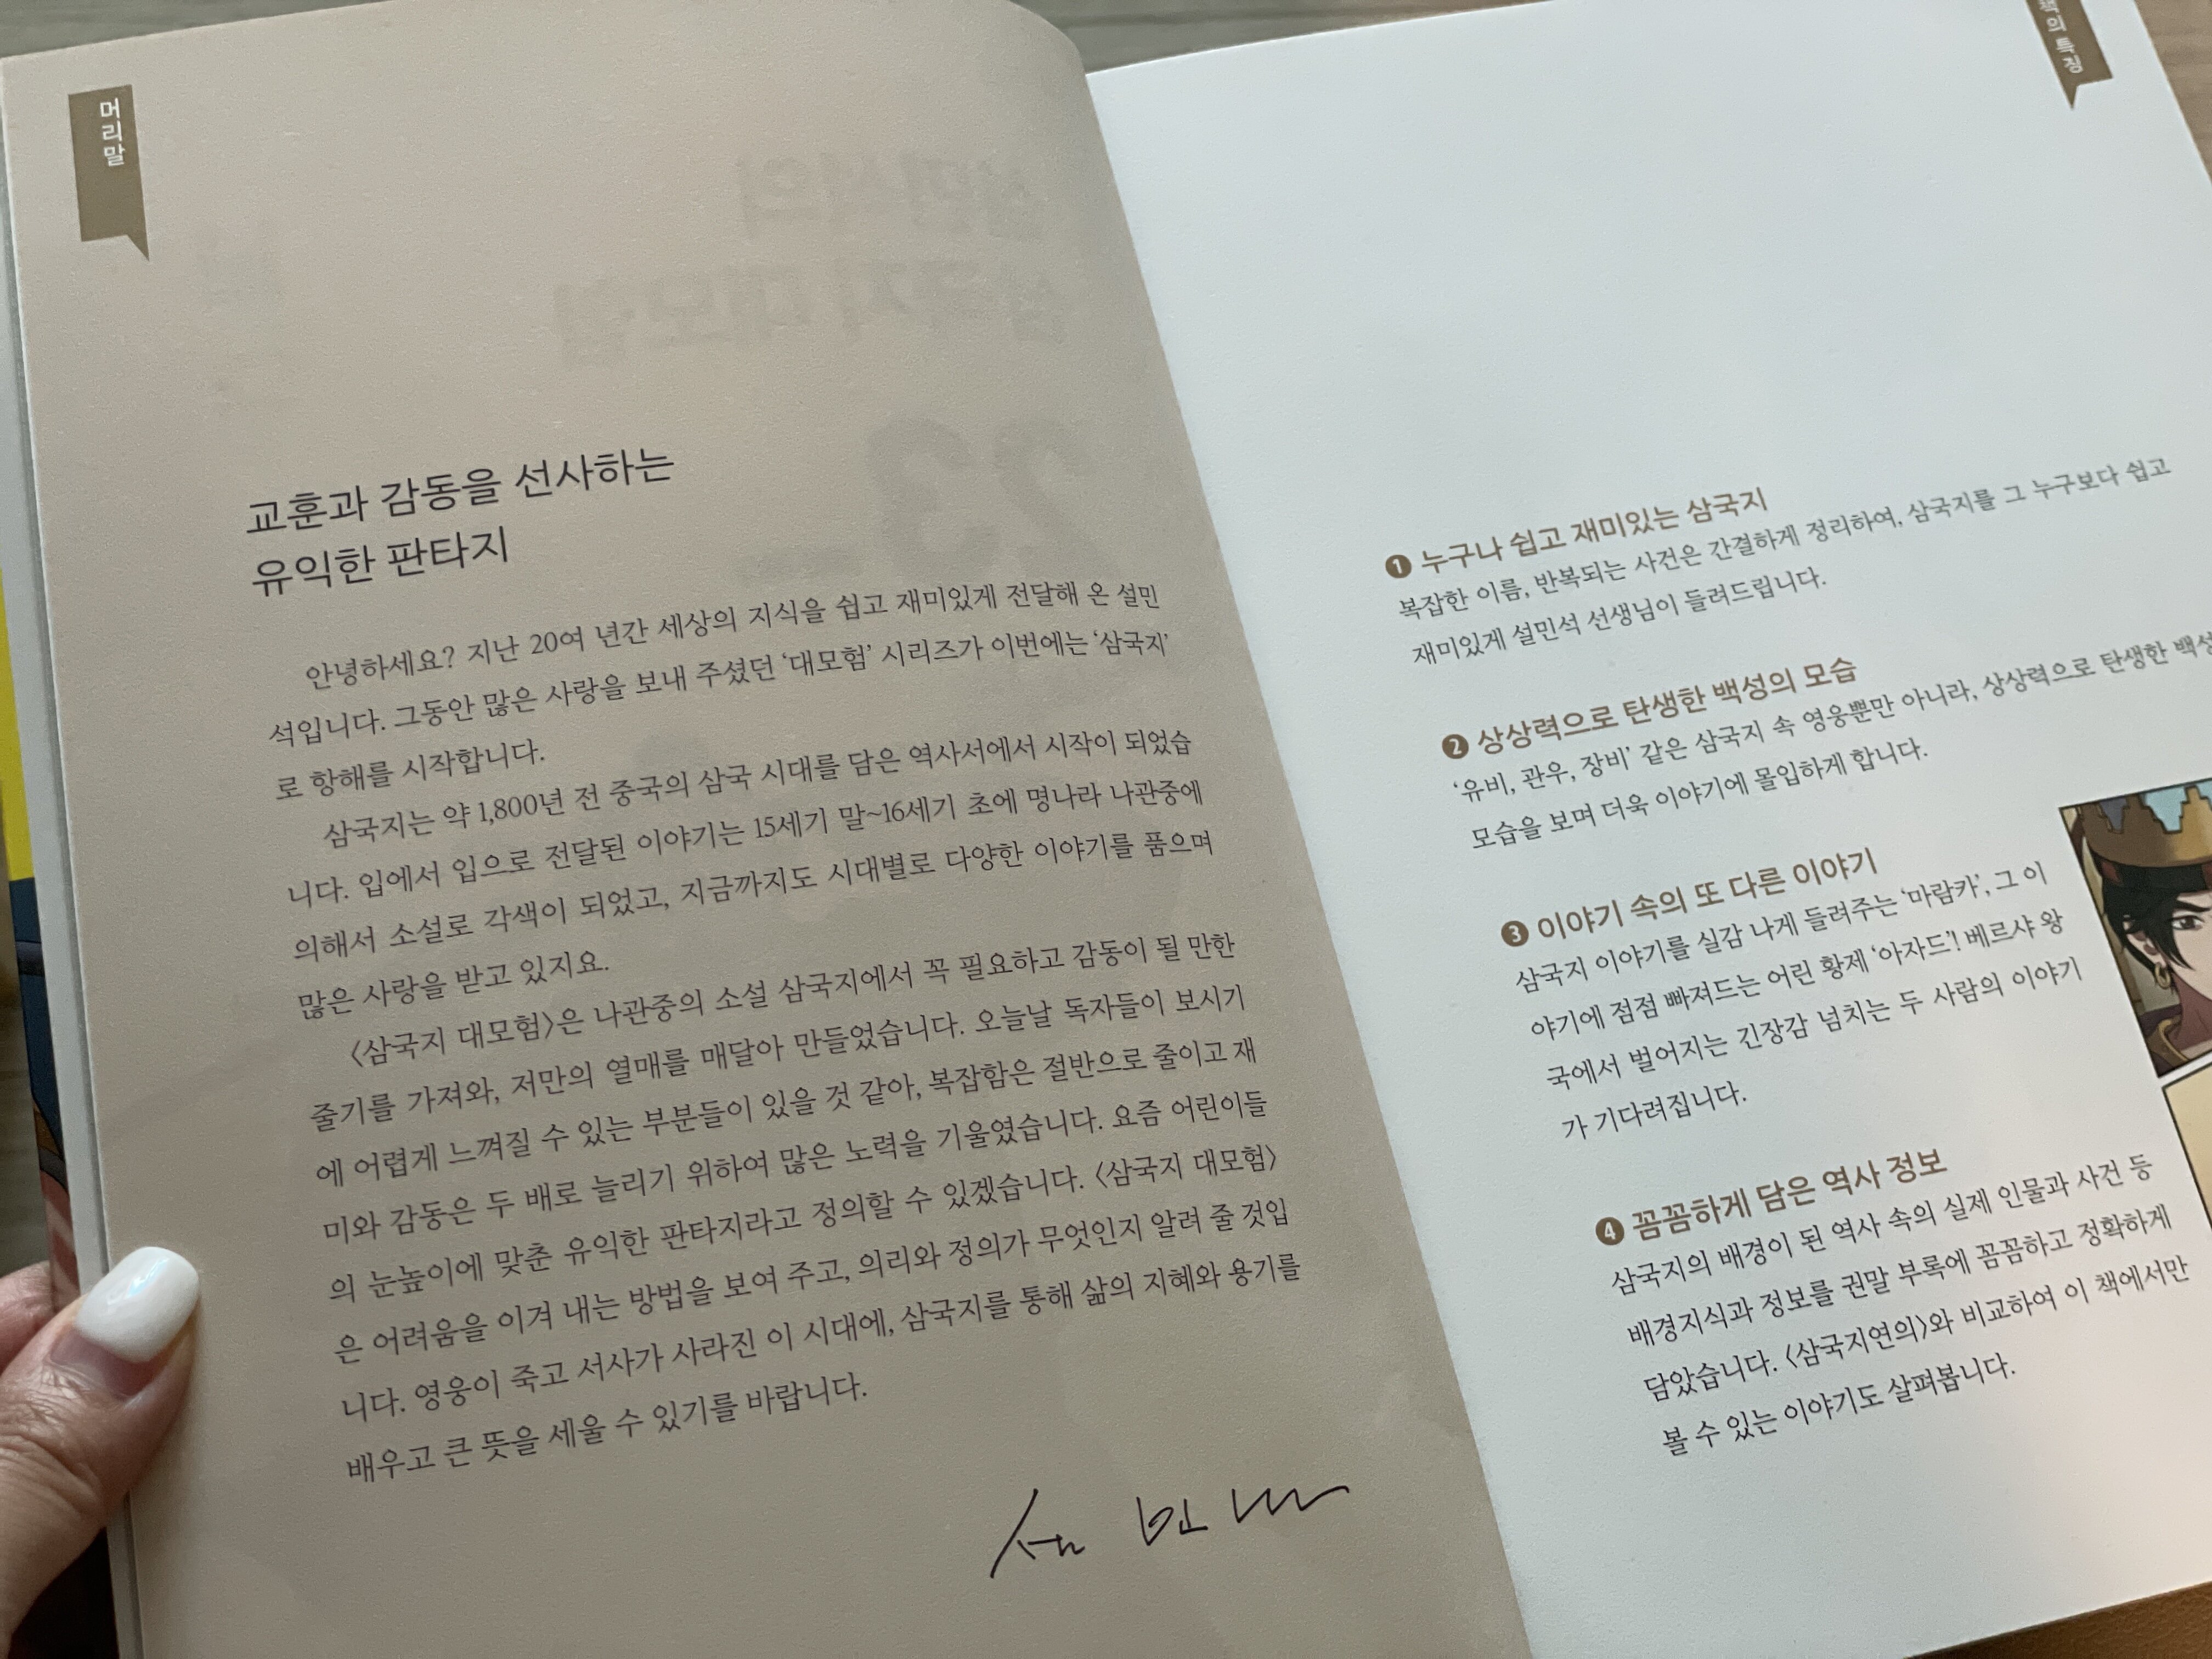 머리말
교훈과 감동을 선사하는
유익한 판타지
안녕하세요? 지난 20여 년간 세상의 지식을 쉽고 재미있게 전달해 온 설민
석입니다. 그동안 많은 사랑을 보내 주셨던 ‘대모험’ 시리즈가 이번에는 ‘삼국지’
로 항해를 시작합니다.
삼국지는 약 1,800년 전 중국의 삼국 시대를 담은 역사서에서 시작이 되었습
니다. 입에서 입으로 전달된 이야기는 15세기 말~16세기 초에 명나라 나관중에
의해서 소설로 각색이 되었고, 지금까지도 시대별로 다양한 이야기를 품으며
많은 사랑을 받고 있지요.
〈삼국지 대모험〉은 나관중의 소설 삼국지에서 꼭 필요하고 감동이 될 만한
줄기를 가져와, 저만의 열매를 매달아 만들었습니다. 오늘날 독자들이 보시기
에 어렵게 느껴질 수 있는 부분들이 있을 것 같아, 복잡함은 절반으로 줄이고 재
미와 감동은 두 배로 늘리기 위하여 많은 노력을 기울였습니다. 요즘 어린이들
의 눈높이에 맞춘 유익한 판타지라고 정의할 수 있겠습니다. 〈삼국지 대모험〉
은 어려움을 이겨 내는 방법을 보여 주고, 의리와 정의가 무엇인지 알려 줄 것입
니다. 영웅이 죽고 서사가 사라진 이 시대에, 삼국지를 통해 삶의 지혜와 용기를
배우고 큰 뜻을 세울 수 있기를 바랍니다.
책의 특징
❶ 누구나 쉽고 재미있는 삼국지
복잡한 이름, 반복되는 사건은 간결하게 정리하여, 삼국지를 그 누구보다 쉽고
재미있게 설민석 선생님이 들려드립니다.
❷ 상상력으로 탄생한 백성의 모습
‘유비, 관우, 장비’ 같은 삼국지 속 영웅뿐만 아니라, 상상력으로 탄생한 백성
모습을 보며 더욱 이야기에 몰입하게 합니다.
❸ 이야기 속의 또 다른 이야기
삼국지 이야기를 실감 나게 들려주는 ‘마람카’, 그 이
야기에 점점 빠져드는 어린 황제 ‘아자드’! 베르샤 왕
국에서 벌어지는 긴장감 넘치는 두 사람의 이야기
가 기다려집니다.
❹ 꼼꼼하게 담은 역사 정보
삼국지의 배경이 된 역사 속의 실제 인물과 사건 등
배경지식과 정보를 권말 부록에 꼼꼼하고 정확하게
담았습니다. 〈삼국지연의〉와 비교하여 이 책에서만
볼 수 있는 이야기도 살펴봅니다.